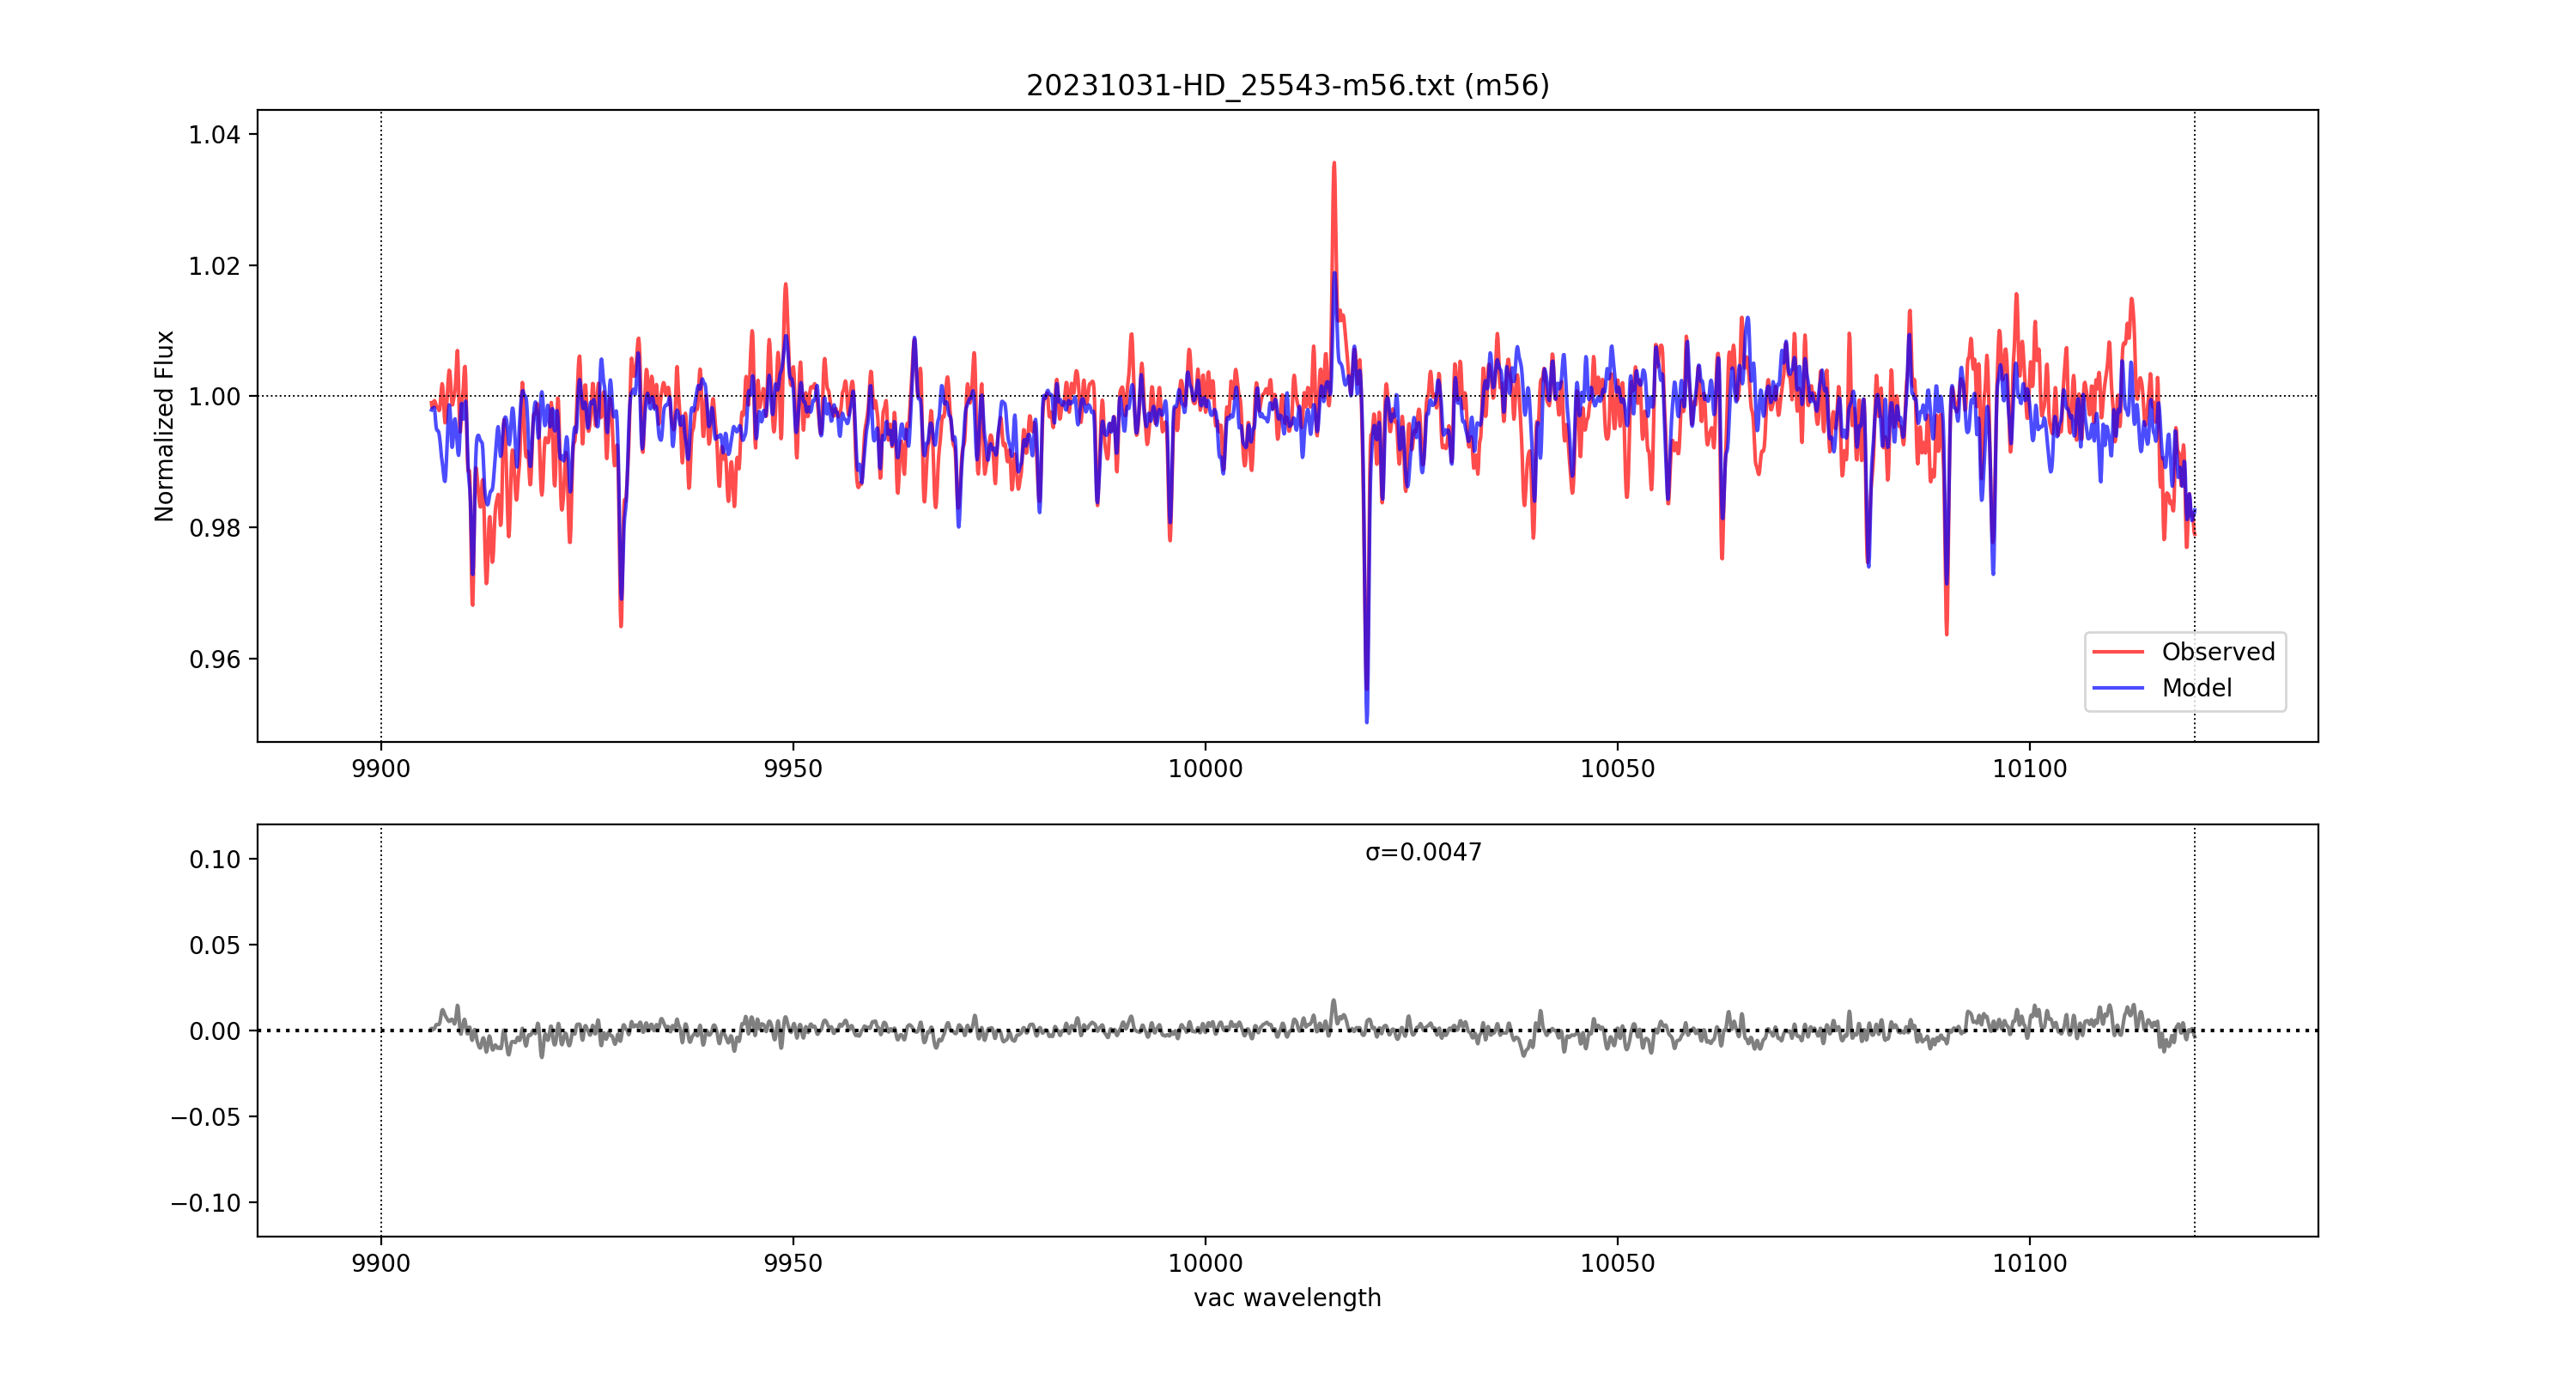 20231031-HD_25543-m56.txt (m56)
Normalized Flux
1.04
1.02
1.00
0.98
0.96
Observed
Model
9900 9950 10000 10050 10100
σ=0.0047
0.10
0.05
0.00
−0.05
−0.10
9900 9950 10000 10050 10100
vac wavelength